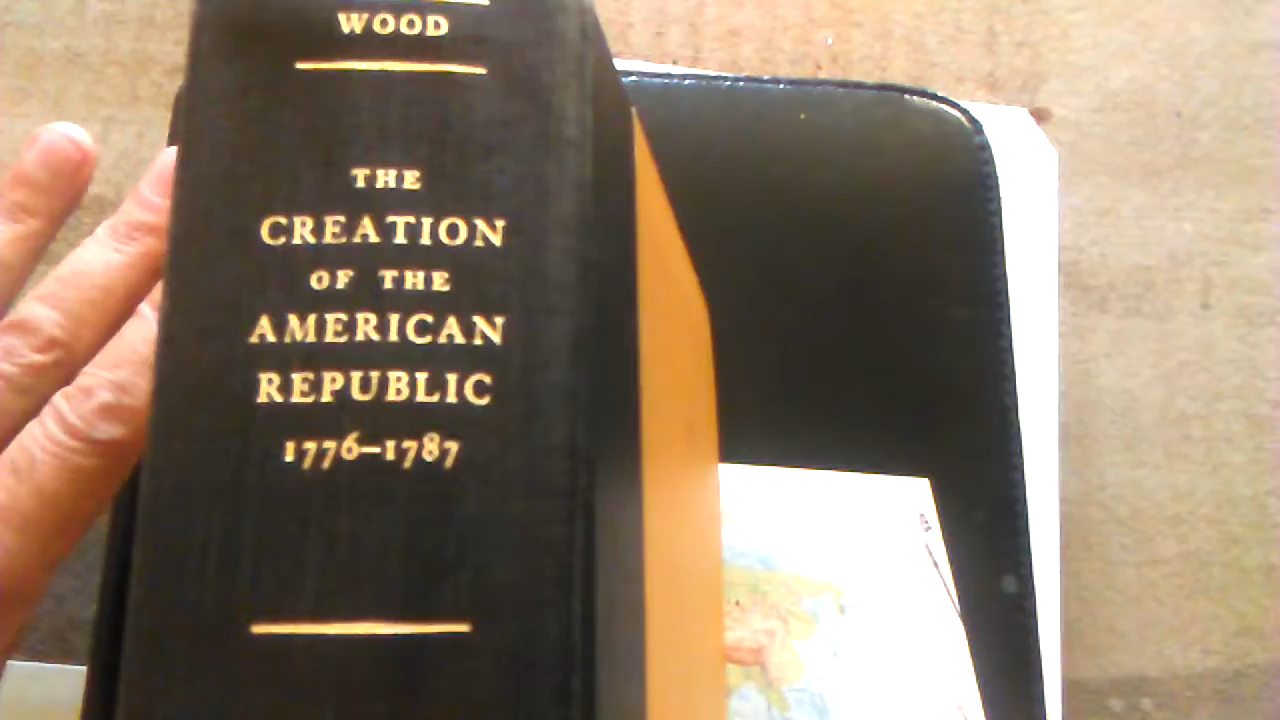 WOOD
THE
CREATION
OF THE
AMERICAN
REPUBLIC
1776–1787